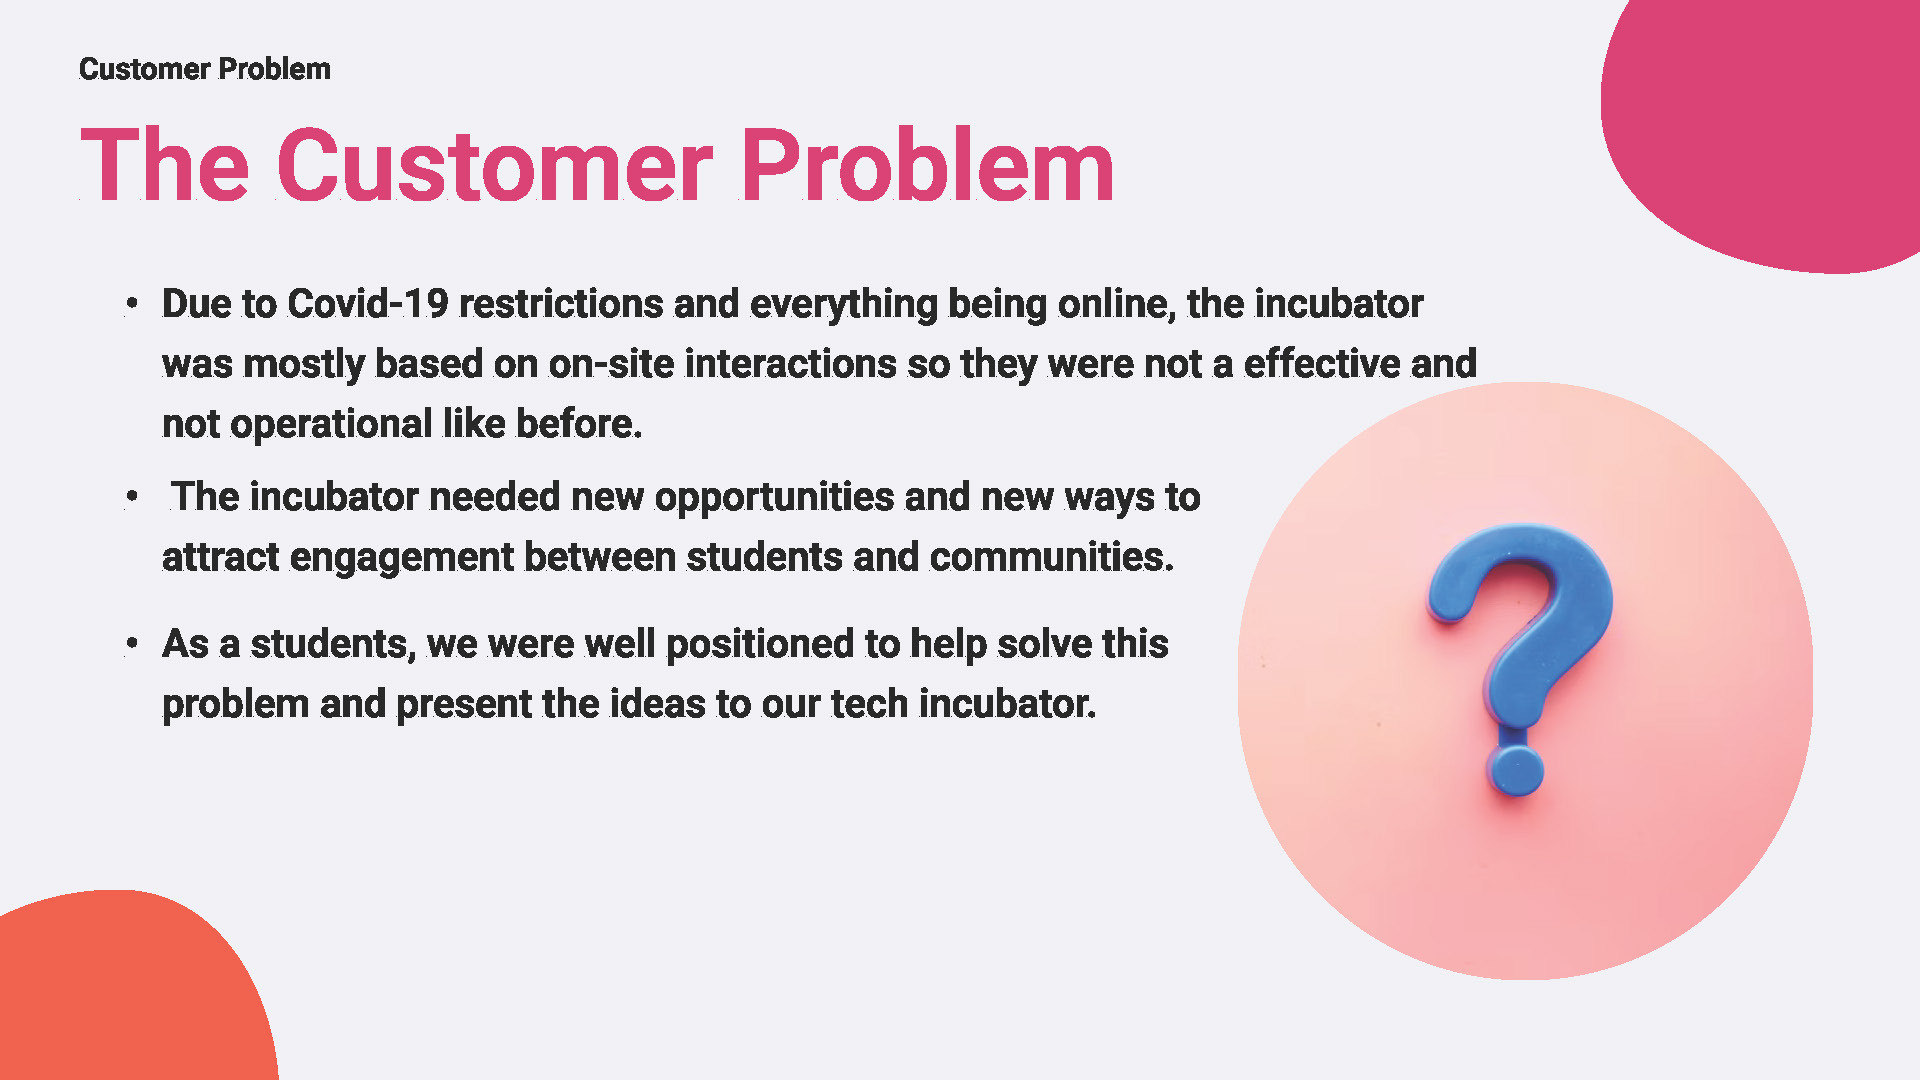 Customer Problem
The Customer Problem
• Due to Covid-19 restrictions and everything being online, the incubator
was mostly based on on-site interactions so they were not a effective and
not operational like before.
• The incubator needed new opportunities and new ways to
attract engagement between students and communities.
• As a students, we were well positioned to help solve this
problem and present the ideas to our tech incubator.